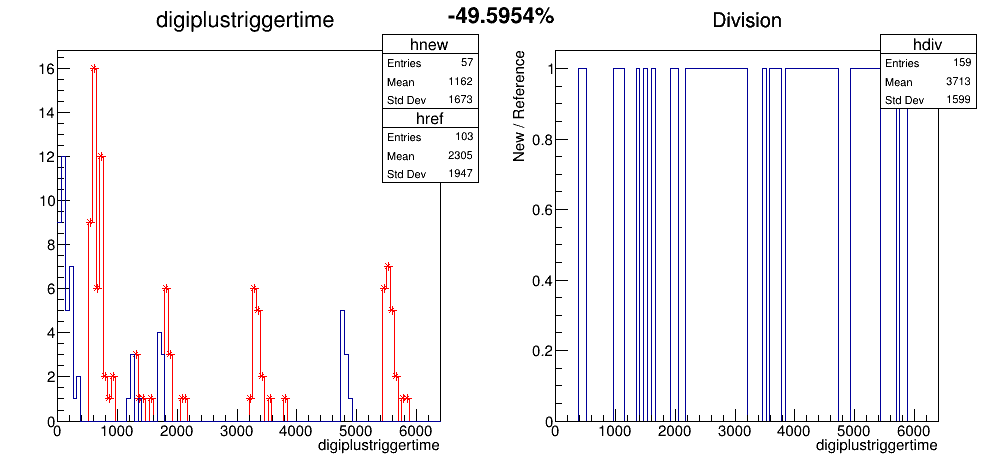 digiplustriggertime
-49.5954%
Division
hnew
Entries 57
Mean 1162
Std Dev 1673
href
Entries 103
Mean 2305
Std Dev 1947
16
14
12
10
8
6
4
2
0
0 1000 2000 3000 4000 5000 6000
digiplustriggertime
hdiv
Entries 159
Mean 3713
Std Dev 1599
New / Reference
1
0.8
0.6
0.4
0.2
0
0 1000 2000 3000 4000 5000 6000
digiplustriggertime